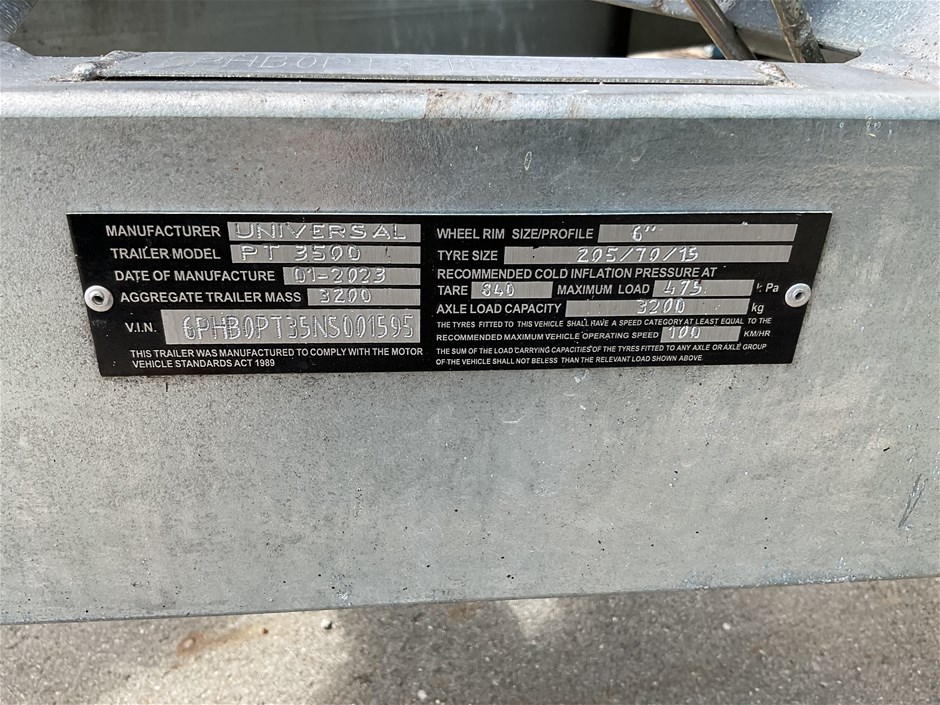 6PHB0PT
MANUFACTURER UNIVERSAL
TRAILER MODEL PT 3500
DATE OF MANUFACTURE 01-2023
AGGREGATE TRAILER MASS 3200
V.I.N. 6PHB0PT35NS001595
THIS TRAILER WAS MANUFACTURED TO COMPLY WITH THE MOTOR
VEHICLE STANDARDS ACT 1989
WHEEL RIM SIZE/PROFILE 6"
TYRE SIZE 205/70/15
RECOMMENDED COLD INFLATION PRESSURE AT
TARE 840 MAXIMUM LOAD 475 kPa
AXLE LOAD CAPACITY 3200 kg
THE TYRES FITTED TO THIS VEHICLE SHALL HAVE A SPEED CATEGORY AT LEAST EQUAL TO THE
RECOMMENDED MAXIMUM VEHICLE OPERATING SPEED 100 KM/HR
THE SUM OF THE LOAD CARRYING CAPACITIES OF THE TYRES FITTED TO ANY AXLE OR AXLE GROUP
OF THE VEHICLE SHALL NOT BE LESS THAN THE RELEVANT LOAD SHOWN ABOVE